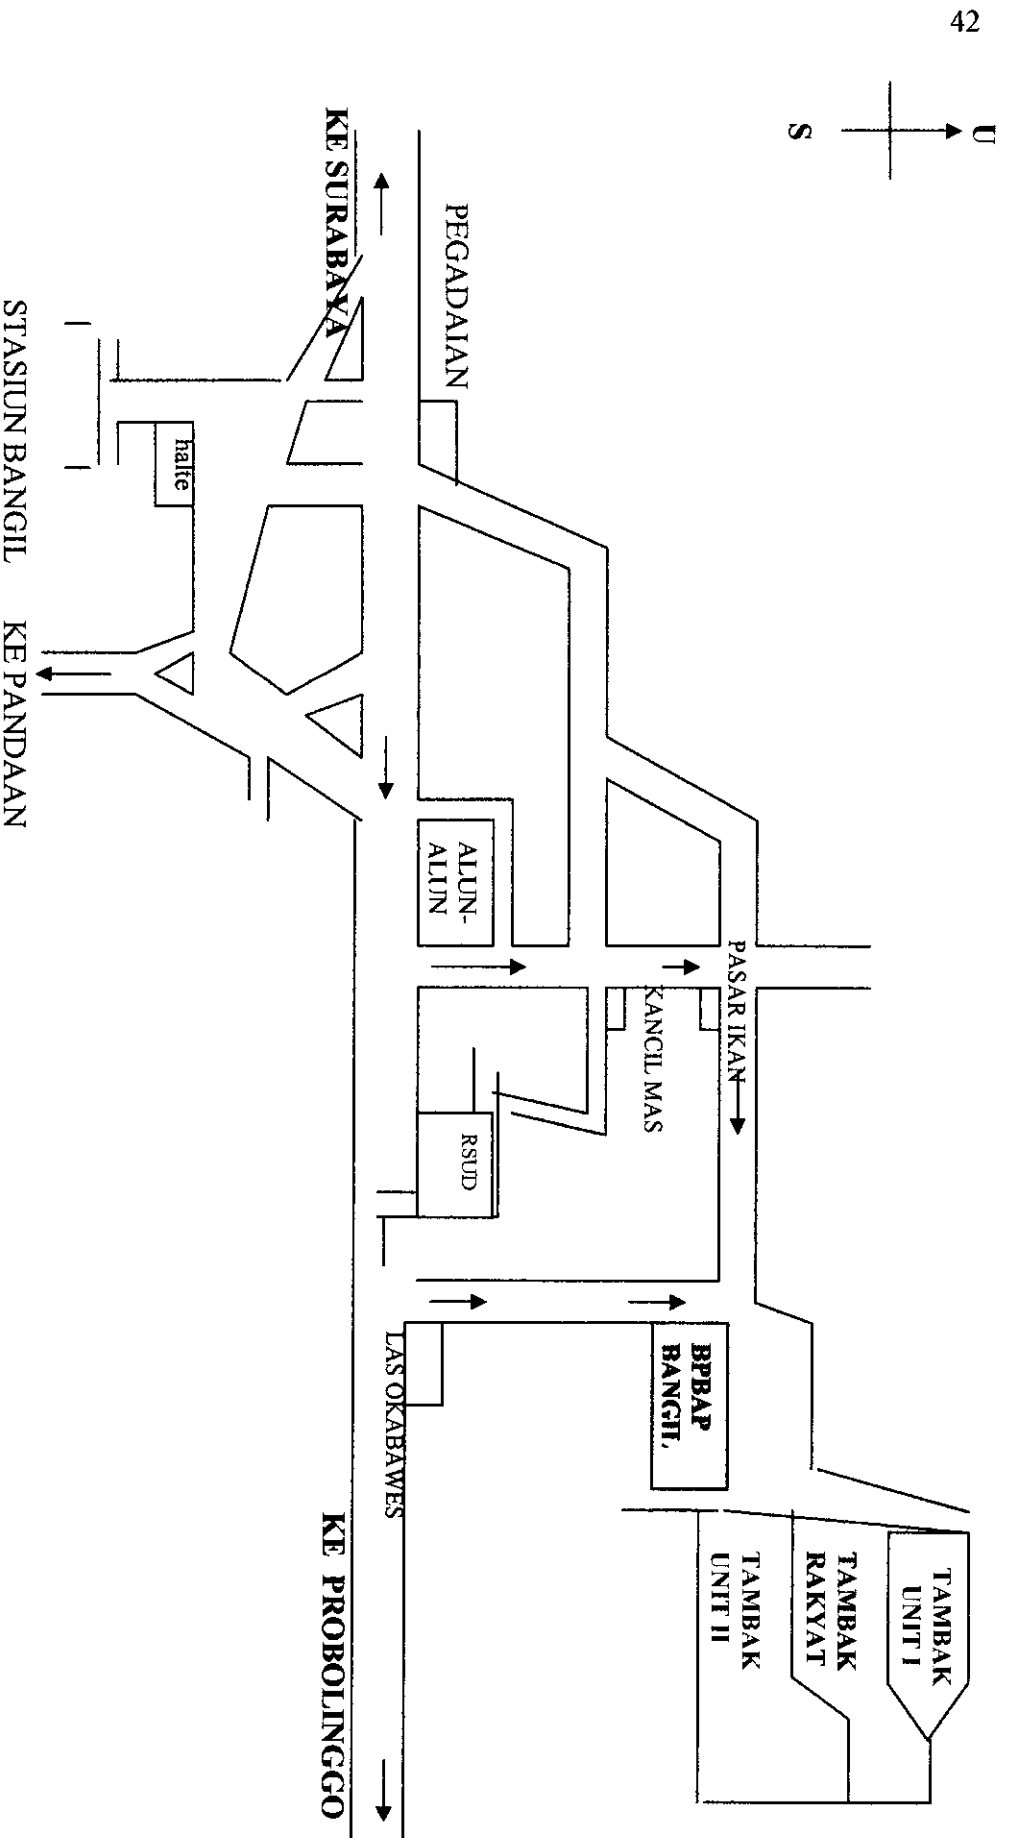 42
U
S
KE SURABAYA
PEGADAIAN
STASIUN BANGIL
halte
KE PANDAAN
ALUN-
ALUN
PASAR IKAN
KANCIL MAS
RSUD
LAS OKABAWES
BPBAP
BANGIL
TAMBAK
UNIT I
TAMBAK
RAKYAT
TAMBAK
UNIT II
KE PROBOLINGGO